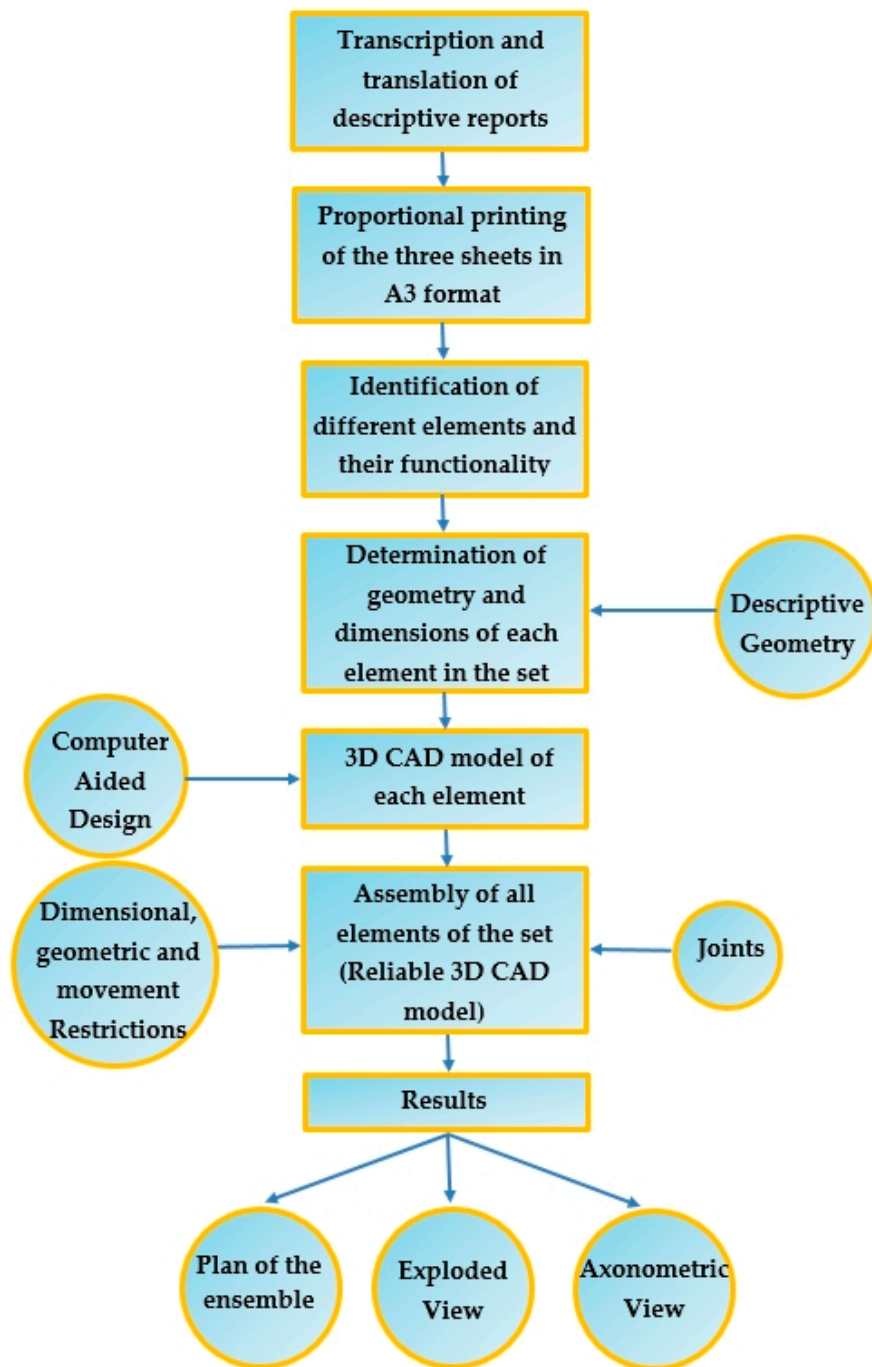 Transcription and
translation of
descriptive reports
Proportional printing
of the three sheets in
A3 format
Identification of
different elements and
their functionality
Determination of
geometry and
dimensions of each
element in the set
Descriptive
Geometry
Computer
Aided
Design
3D CAD model of
each element
Dimensional,
geometric and
movement
Restrictions
Assembly of all
elements of the set
(Reliable 3D CAD
model)
Joints
Results
Plan of the
ensemble
Exploded
View
Axonometric
View